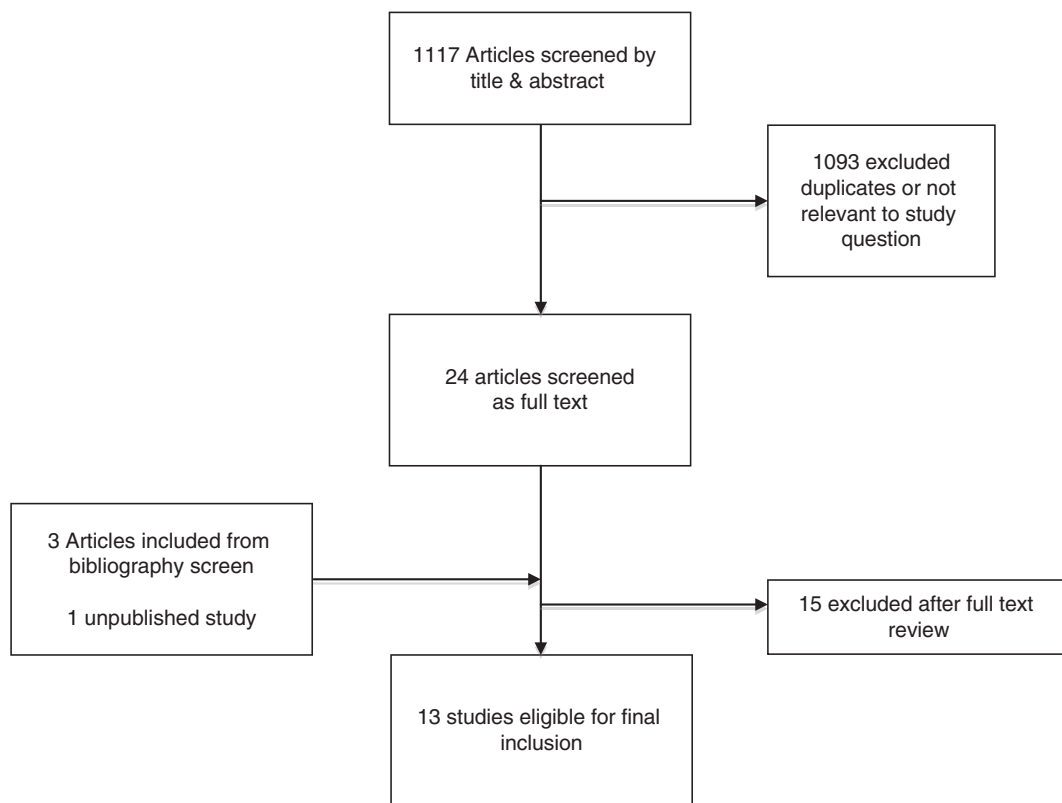 1117 Articles screened by
title & abstract
1093 excluded
duplicates or not
relevant to study
question
24 articles screened
as full text
3 Articles included from
bibliography screen
1 unpublished study
15 excluded after full text
review
13 studies eligible for final
inclusion